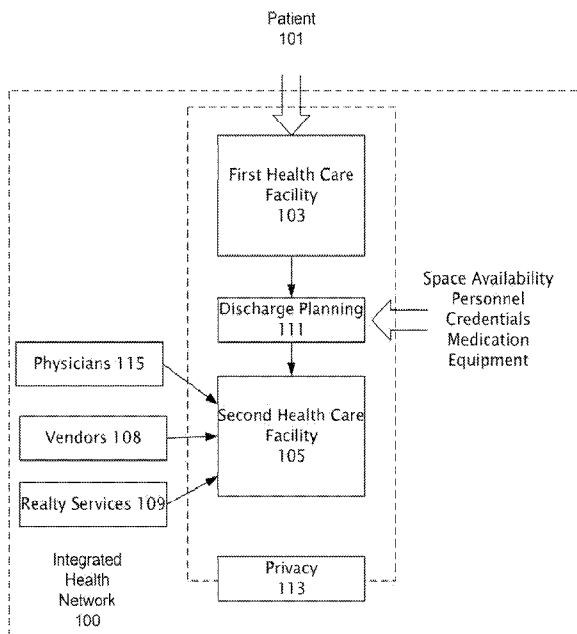 Patient
101
First Health Care
Facility
103
Discharge Planning
111
Space Availability
Personnel
Credentials
Medication
Equipment
Physicians 115
Vendors 108
Realty Services 109
Second Health Care
Facility
105
Integrated
Health
Network
100
Privacy
113